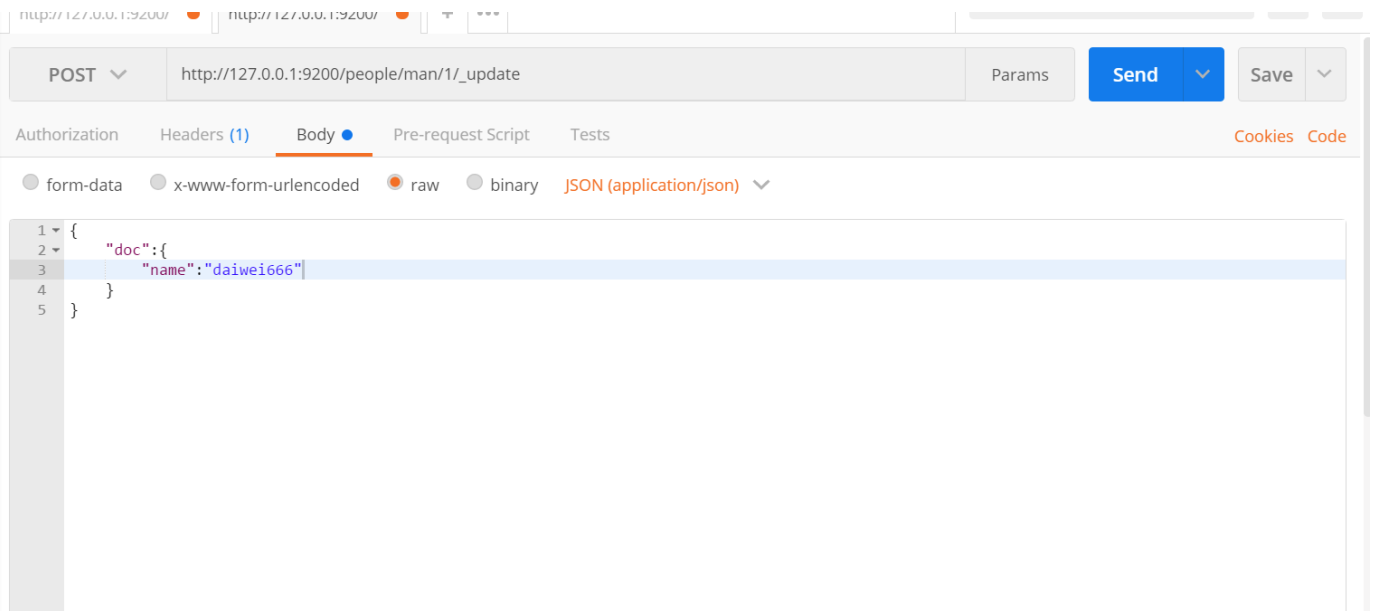 http://127.0.0.1:9200/ http://127.0.0.1:9200/ + •••
POST http://127.0.0.1:9200/people/man/1/_update Params Send Save
Authorization Headers (1) Body Pre-request Script Tests Cookies Code
form-data x-www-form-urlencoded raw binary JSON (application/json)
1 {
2 "doc":{
3 "name":"daiwei666"
4 }
5 }